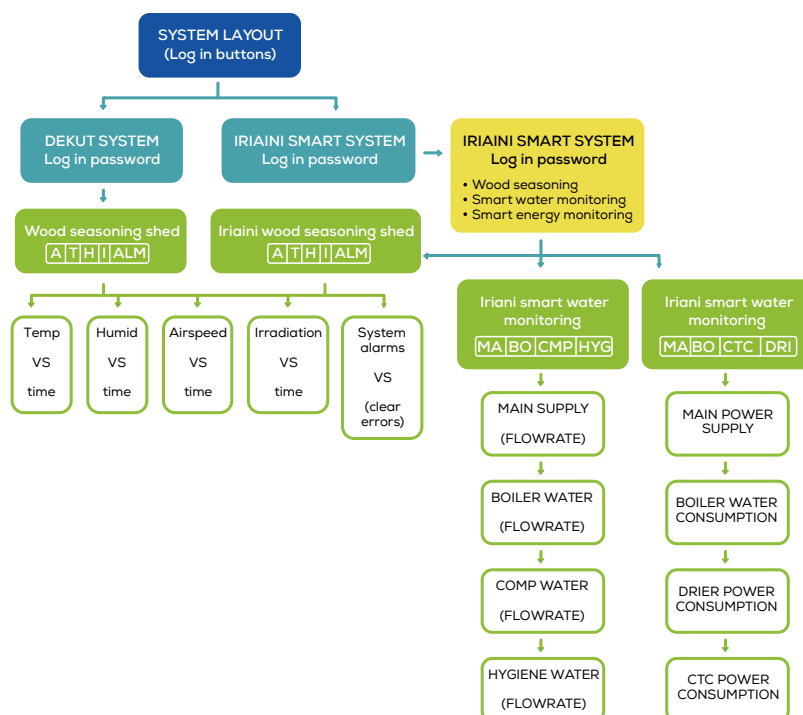 SYSTEM LAYOUT
(Log in buttons)
DEKUT SYSTEM
Log in password
IRIAINI SMART SYSTEM
Log in password
IRIAINI SMART SYSTEM
Log in password
• Wood seasoning
• Smart water monitoring
• Smart energy monitoring
Wood seasoning shed
A T H I ALM
Iriaini wood seasoning shed
A T H I ALM
Iriani smart water
monitoring
MA BO CMP HYG
Iriani smart water
monitoring
MA BO CTC DRI
Temp
VS
time
Humid
VS
time
Airspeed
VS
time
Irradiation
VS
time
System
alarms
VS
(clear
errors)
MAIN SUPPLY
(FLOWRATE)
BOILER WATER
(FLOWRATE)
COMP WATER
(FLOWRATE)
HYGIENE WATER
(FLOWRATE)
MAIN POWER
SUPPLY
BOILER WATER
CONSUMPTION
DRIER POWER
CONSUMPTION
CTC POWER
CONSUMPTION